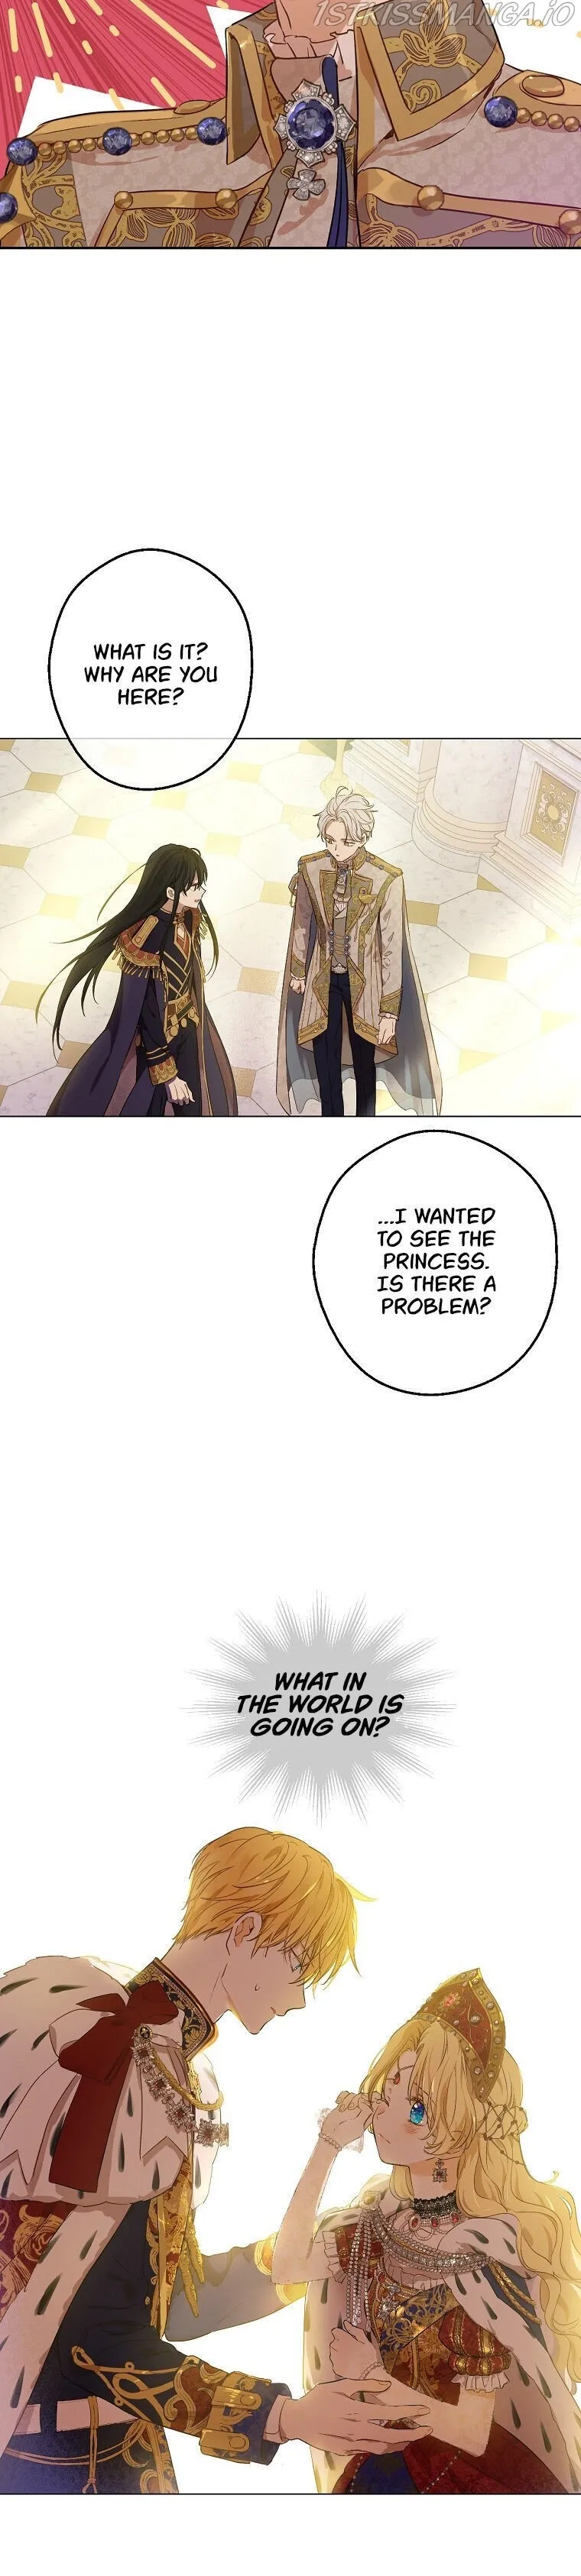 1STKISSMANGA.iO
WHAT IS IT?
WHY ARE YOU
HERE?
...I WANTED
TO SEE THE
PRINCESS.
IS THERE A
PROBLEM?
WHAT IN
THE WORLD IS
GOING ON?